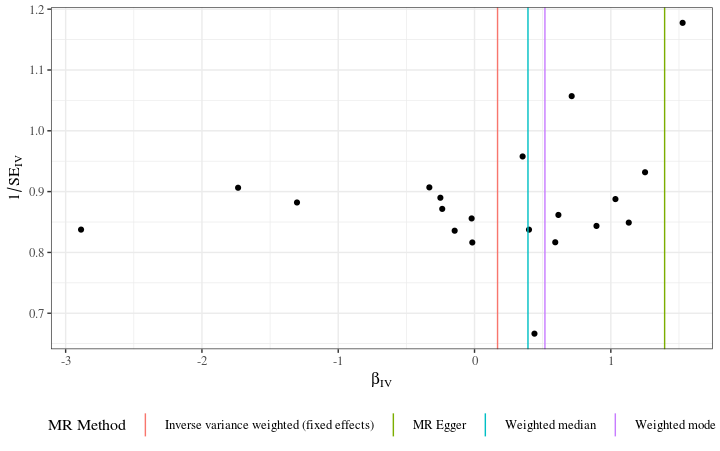 1.2
1.1
1.0
0.9
0.8
0.7
1/SE_IV
-3
-2
-1
0
1
β_IV
MR Method
Inverse variance weighted (fixed effects)
MR Egger
Weighted median
Weighted mode